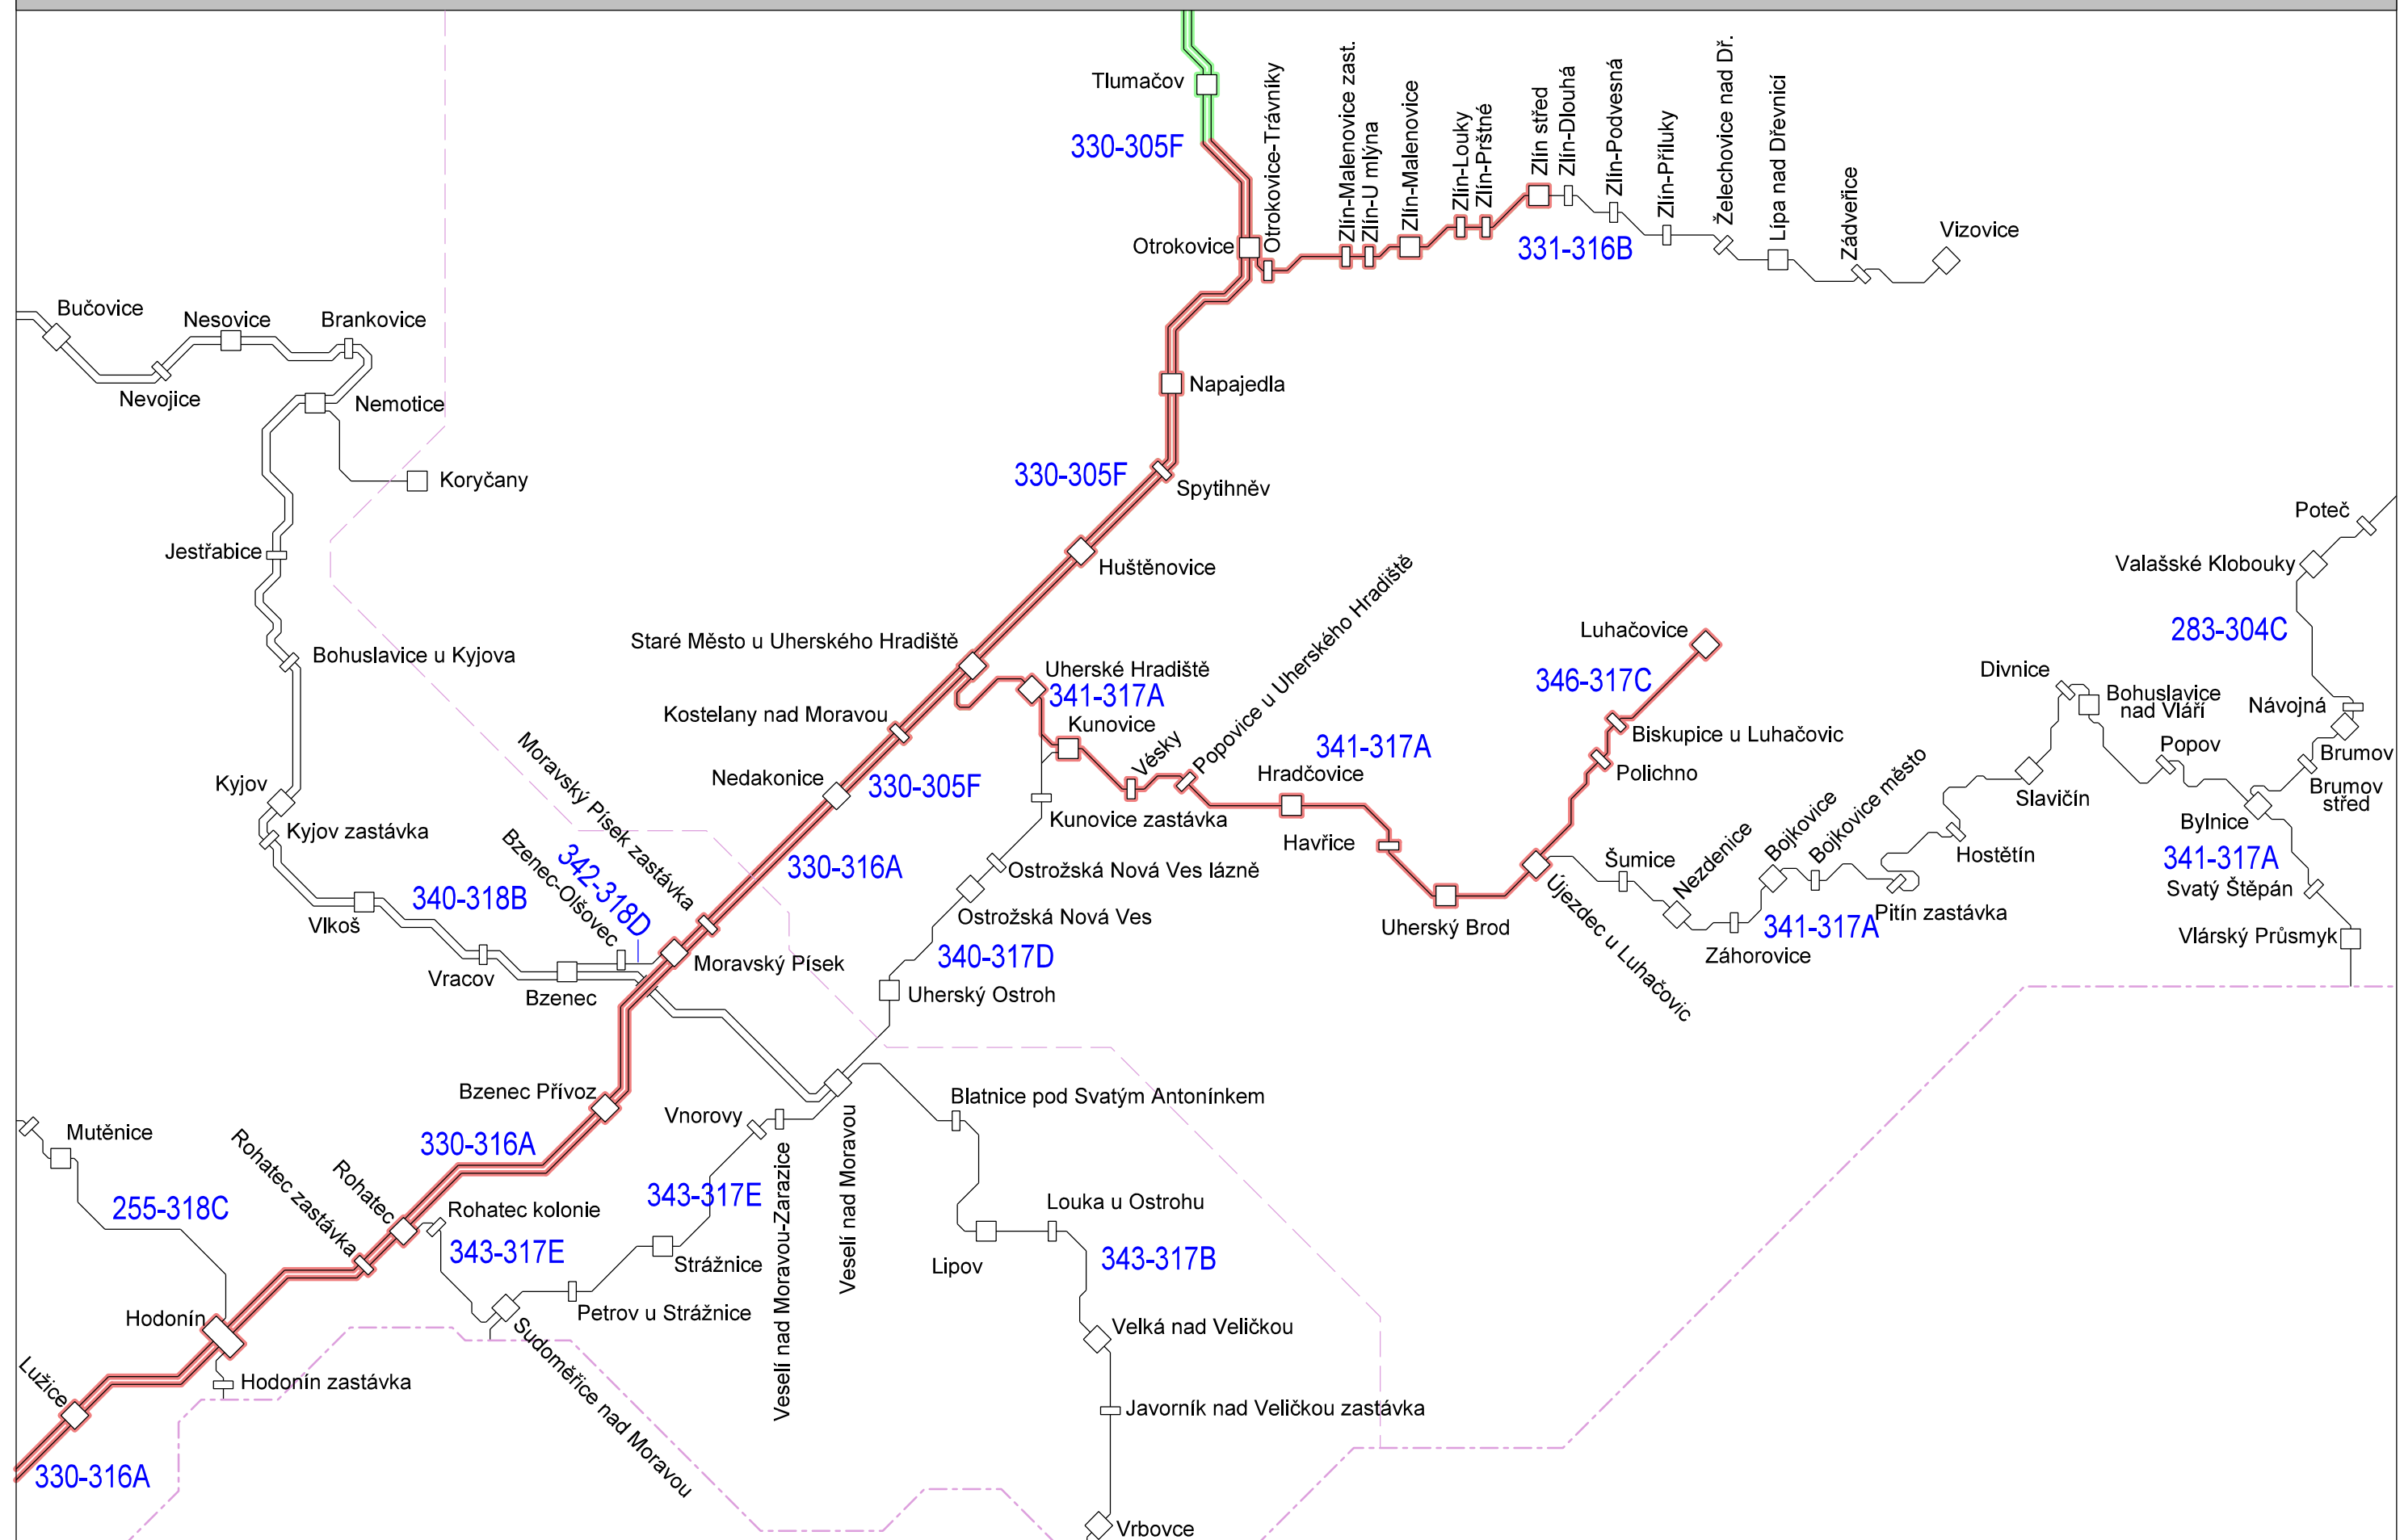 Tlumačov
330-305F
Otrokovice
Otrokovice-Trávníky
Zlín-Malenovice zast.
Zlín-U mlýna
Zlín-Malenovice
Zlín-Louky
Zlín-Prštné
Zlín střed
Zlín-Dlouhá
Zlín-Podvesná
Zlín-Příluky
Želechovice nad Dř.
Lípa nad Dřevnicí
Zádveřice
Vizovice
331-316B
Bučovice
Nesovice
Brankovice
Nevojice
Nemotice
Koryčany
Napajedla
330-305F
Spytihněv
Jestřabice
Huštěnovice
Poteč
Valašské Klobouky
283-304C
Bohuslavice u Kyjova
Staré Město u Uherského Hradiště
Uherské Hradiště
341-317A
Popovice u Uherského Hradiště
Luhačovice
346-317C
Divnice
Bohuslavice
nad Vláří
Návojná
Kostelany nad Moravou
Kunovice
Vésky
341-317A
Hradčovice
Biskupice u Luhačovic
Polichno
Popov
Brumov
Brumov
střed
Kyjov
Nedakonice
330-305F
Moravský Písek zastávka
Kunovice zastávka
Slavičín
Bylnice
Kyjov zastávka
Bzenec-Olšovec
342-318D
330-316A
Havřice
Šumice
Nezdenice
Bojkovice
Bojkovice město
Hostětín
341-317A
Svatý Štěpán
Ostrožská Nová Ves lázně
Ostrožská Nová Ves
340-318B
Vlkoš
Uherský Brod
Újezdec u Luhačovic
341-317A
Pitín zastávka
Záhorovice
Vlárský Průsmyk
Vracov
Bzenec
Moravský Písek
340-317D
Uherský Ostroh
Bzenec Přívoz
Vnorovy
Blatnice pod Svatým Antonínkem
Mutěnice
330-316A
Rohatec zastávka
Rohatec
Rohatec kolonie
343-317E
255-318C
343-317E
Strážnice
Veselí nad Moravou-Zarazice
Veselí nad Moravou
Louka u Ostrohu
Lipov
343-317B
Hodonín
Petrov u Strážnice
Sudoměřice nad Moravou
Velká nad Veličkou
Lužice
Hodonín zastávka
Javorník nad Veličkou zastávka
330-316A
Vrbovce